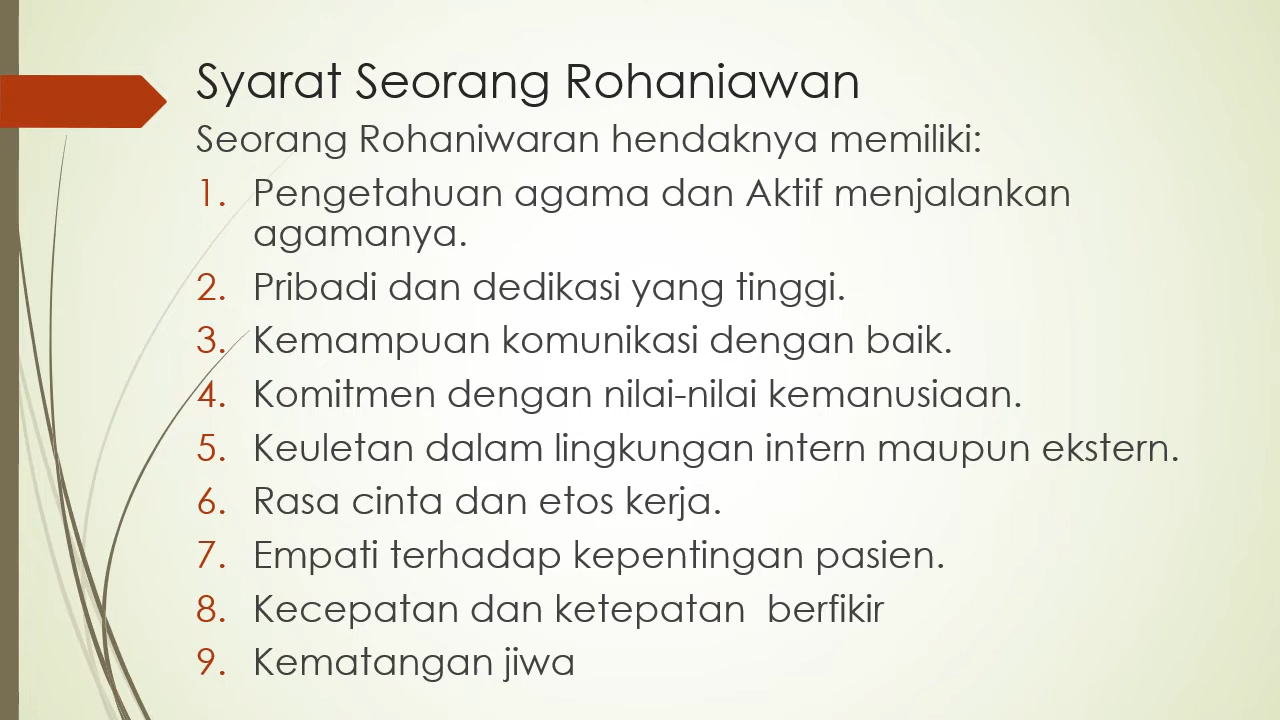 Syarat Seorang Rohaniawan
Seorang Rohaniwaran hendaknya memiliki:
1. Pengetahuan agama dan Aktif menjalankan
agamanya.
2. Pribadi dan dedikasi yang tinggi.
3. Kemampuan komunikasi dengan baik.
4. Komitmen dengan nilai-nilai kemanusiaan.
5. Keuletan dalam lingkungan intern maupun ekstern.
6. Rasa cinta dan etos kerja.
7. Empati terhadap kepentingan pasien.
8. Kecepatan dan ketepatan  berfikir
9. Kematangan jiwa